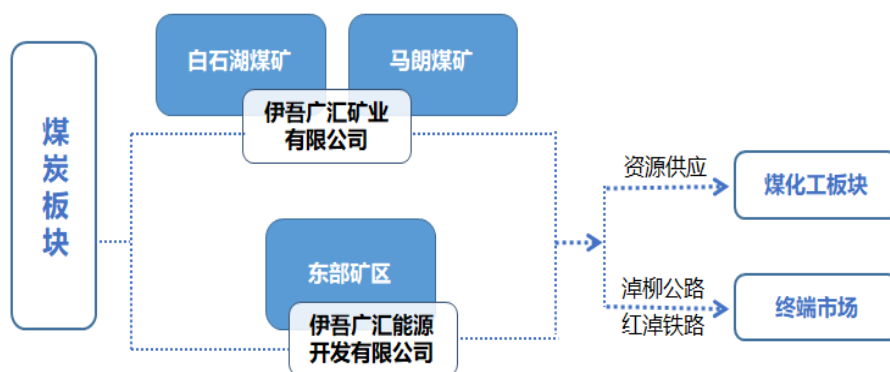 煤炭板块
白石湖煤矿
马朗煤矿
伊吾广汇矿业
有限公司
东部矿区
伊吾广汇能源
开发有限公司
资源供应
煤化工板块
淖柳公路
红淖铁路
终端市场